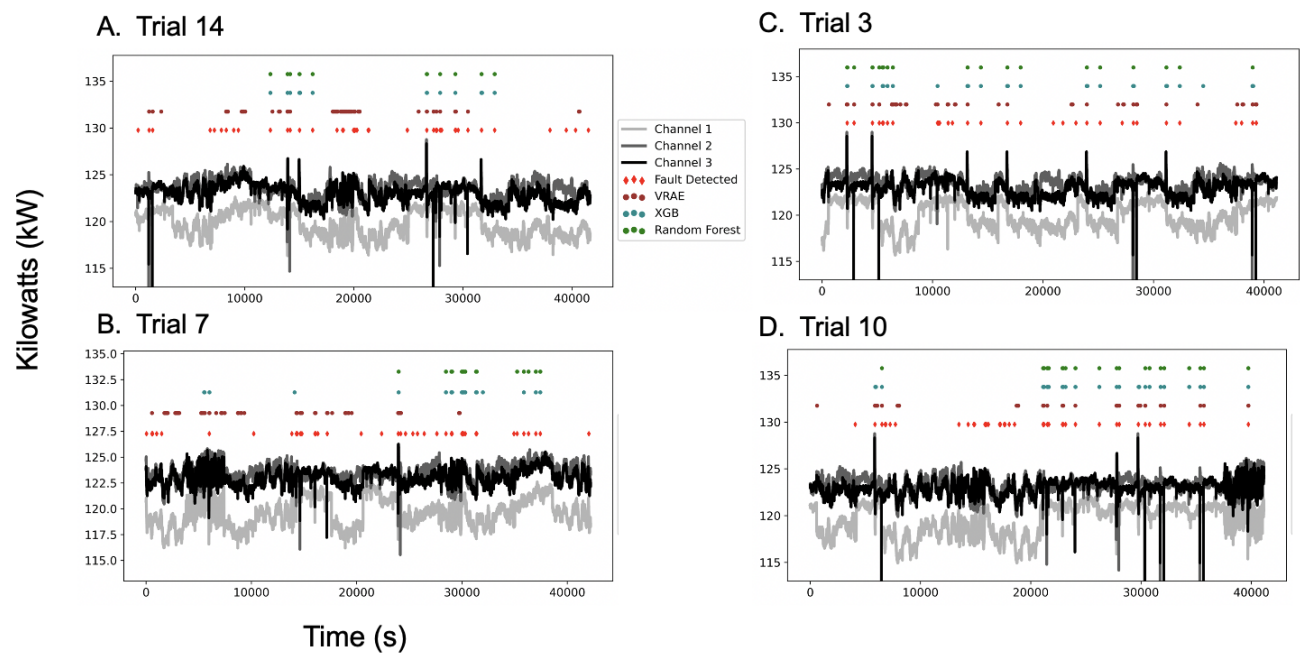 A. Trial 14
135
130
125
120
115
0 10000 20000 30000 40000
Channel 1
Channel 2
Channel 3
Fault Detected
VRAE
XGB
Random Forest
C. Trial 3
135
130
125
120
115
0 10000 20000 30000 40000
Kilowatts (kW)
B. Trial 7
135.0
132.5
130.0
127.5
125.0
122.5
120.0
117.5
115.0
0 10000 20000 30000 40000
D. Trial 10
135
130
125
120
115
0 10000 20000 30000 40000
Time (s)